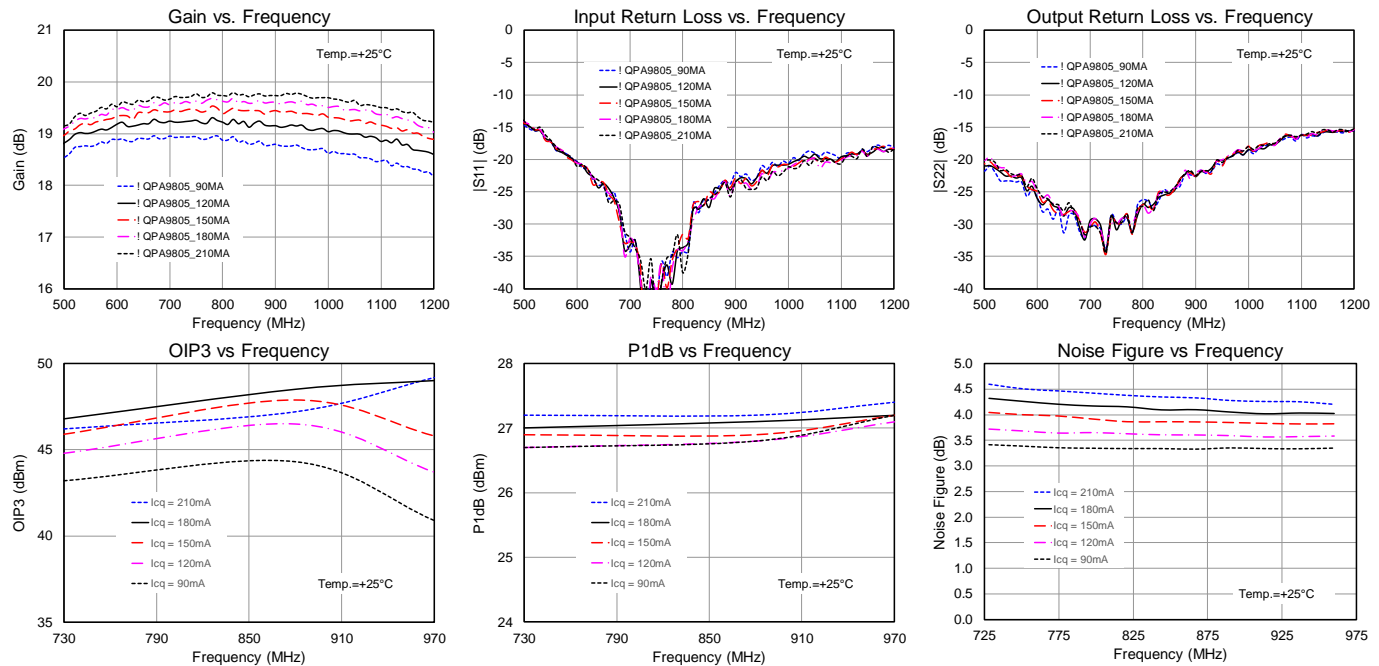 Gain vs. Frequency
21
20
19
18
17
16
Gain (dB)
Temp.=+25°C
! QPA9805_90MA
! QPA9805_120MA
! QPA9805_150MA
! QPA9805_180MA
! QPA9805_210MA
500 600 700 800 900 1000 1100 1200
Frequency (MHz)
Input Return Loss vs. Frequency
0
-5
-10
-15
-20
-25
-30
-35
-40
|S11| (dB)
Temp.=+25°C
! QPA9805_90MA
! QPA9805_120MA
! QPA9805_150MA
! QPA9805_180MA
! QPA9805_210MA
500 600 700 800 900 1000 1100 1200
Frequency (MHz)
Output Return Loss vs. Frequency
0
-5
-10
-15
-20
-25
-30
-35
-40
|S22| (dB)
Temp.=+25°C
! QPA9805_90MA
! QPA9805_120MA
! QPA9805_150MA
! QPA9805_180MA
! QPA9805_210MA
500 600 700 800 900 1000 1100 1200
Frequency (MHz)
OIP3 vs Frequency
50
45
40
35
OIP3 (dBm)
Icq = 210mA
Icq = 180mA
Icq = 150mA
Icq = 120mA
Icq = 90mA
Temp.=+25°C
730 790 850 910 970
Frequency (MHz)
P1dB vs Frequency
28
27
26
25
24
P1dB (dBm)
Icq = 210mA
Icq = 180mA
Icq = 150mA
Icq = 120mA
Icq = 90mA
Temp.=+25°C
730 790 850 910 970
Frequency (MHz)
Noise Figure vs Frequency
5.0
4.5
4.0
3.5
3.0
2.5
2.0
1.5
1.0
0.5
0.0
Noise Figure (dB)
Icq = 210mA
Icq = 180mA
Icq = 150mA
Icq = 120mA
Icq = 90mA
Temp.=+25°C
725 775 825 875 925 975
Frequency (MHz)